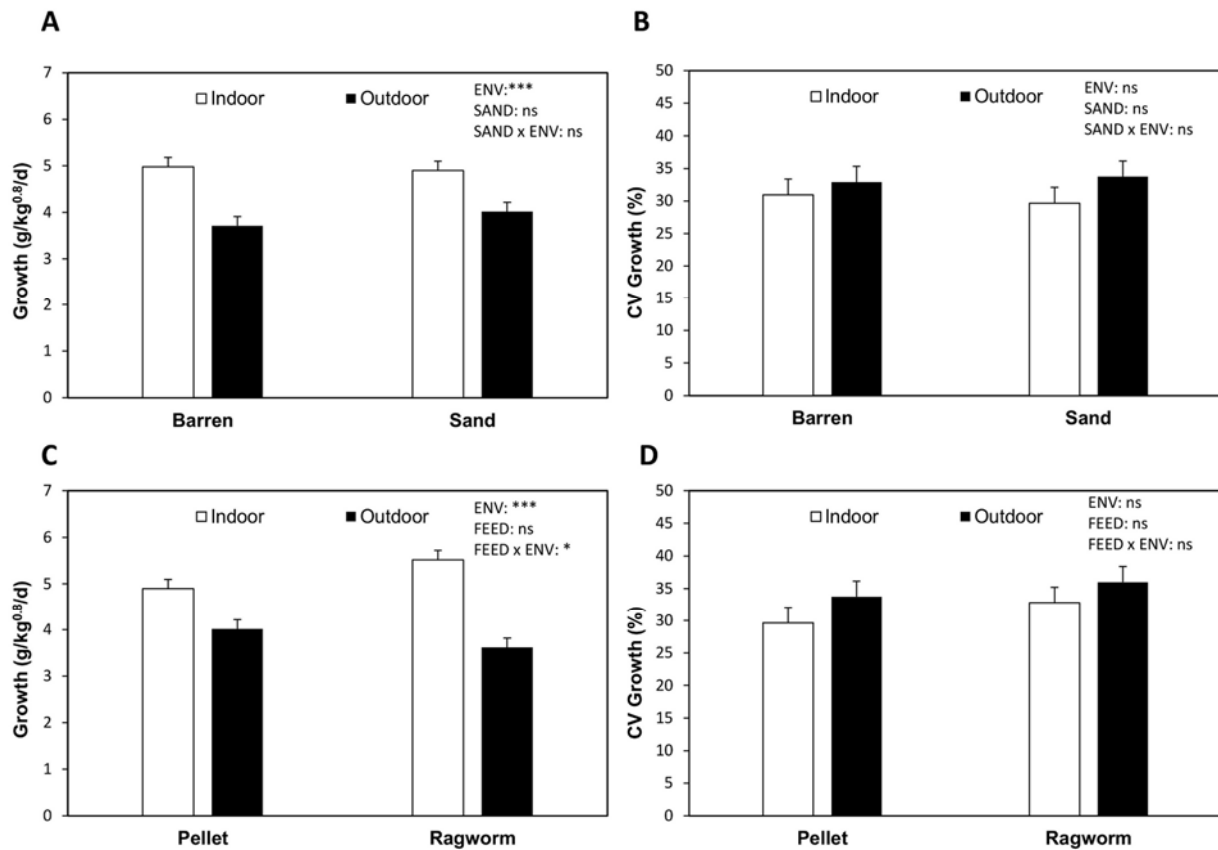 A
Growth (g/kg^0.8/d)
7
6
5
4
3
2
1
0
Indoor
Outdoor
ENV:***
SAND: ns
SAND x ENV: ns
Barren
Sand
B
CV Growth (%)
50
45
40
35
30
25
20
15
10
5
0
Indoor
Outdoor
ENV: ns
SAND: ns
SAND x ENV: ns
Barren
Sand
C
Growth (g/kg^0.8/d)
7
6
5
4
3
2
1
0
Indoor
Outdoor
ENV: ***
FEED: ns
FEED x ENV: *
Pellet
Ragworm
D
CV Growth (%)
50
45
40
35
30
25
20
15
10
5
0
Indoor
Outdoor
ENV: ns
FEED: ns
FEED x ENV: ns
Pellet
Ragworm